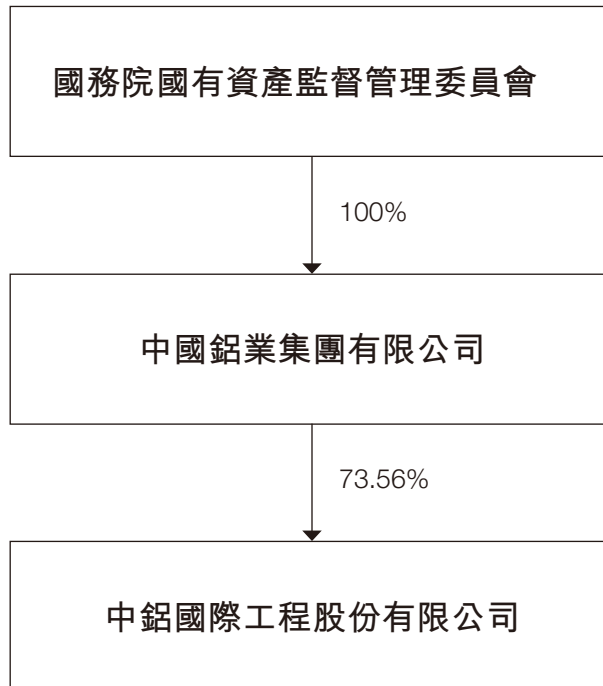 國務院國有資產監督管理委員會
100%
中國鋁業集團有限公司
73.56%
中鋁國際工程股份有限公司